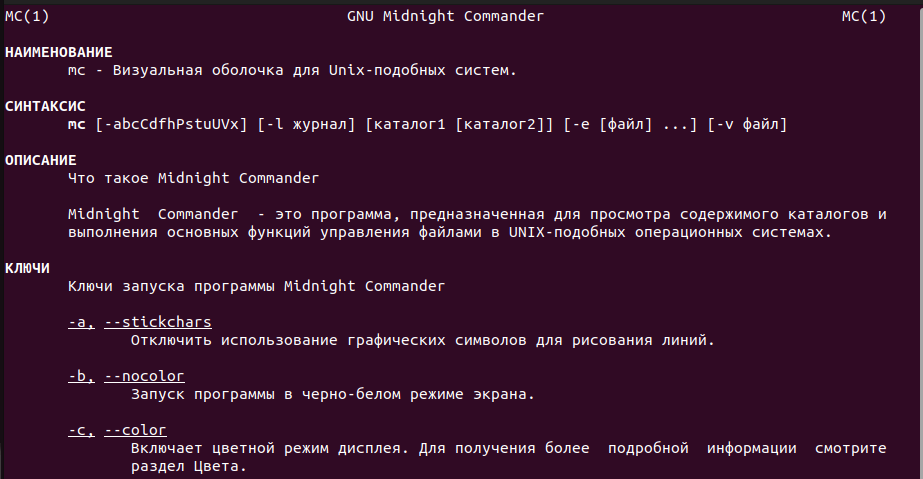 MC(1) GNU Midnight Commander MC(1)
НАИМЕНОВАНИЕ
mc - Визуальная оболочка для Unix-подобных систем.
СИНТАКСИС
mc [-abcCdfhPstuUVx] [-l журнал] [каталог1 [каталог2]] [-e [файл] ...] [-v файл]
ОПИСАНИЕ
Что такое Midnight Commander
Midnight Commander - это программа, предназначенная для просмотра содержимого каталогов и
выполнения основных функций управления файлами в UNIX-подобных операционных системах.
КЛЮЧИ
Ключи запуска программы Midnight Commander
-a, --stickchars
Отключить использование графических символов для рисования линий.
-b, --nocolor
Запуск программы в черно-белом режиме экрана.
-c, --color
Включает цветной режим дисплея. Для получения более подробной информации смотрите
раздел Цвета.